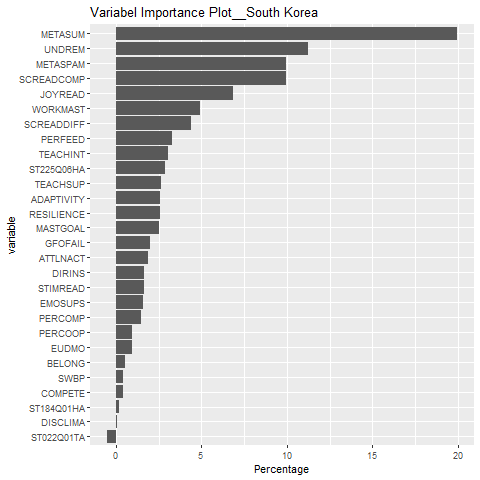 Variabel Importance Plot__South Korea
METASUM
UNDREM
METASPAM
SCREADCOMP
JOYREAD
WORKMAST
SCREADDIFF
PERFEED
TEACHINT
ST225Q06HA
TEACHSUP
ADAPTIVITY
RESILIENCE
MASTGOAL
GFOFAIL
ATTLNACT
DIRINS
STIMREAD
EMOSUPS
PERCOMP
PERCOOP
EUDMO
BELONG
SWBP
COMPETE
ST184Q01HA
DISCLIMA
ST022Q01TA
variable
0 5 10 15 20
Percentage